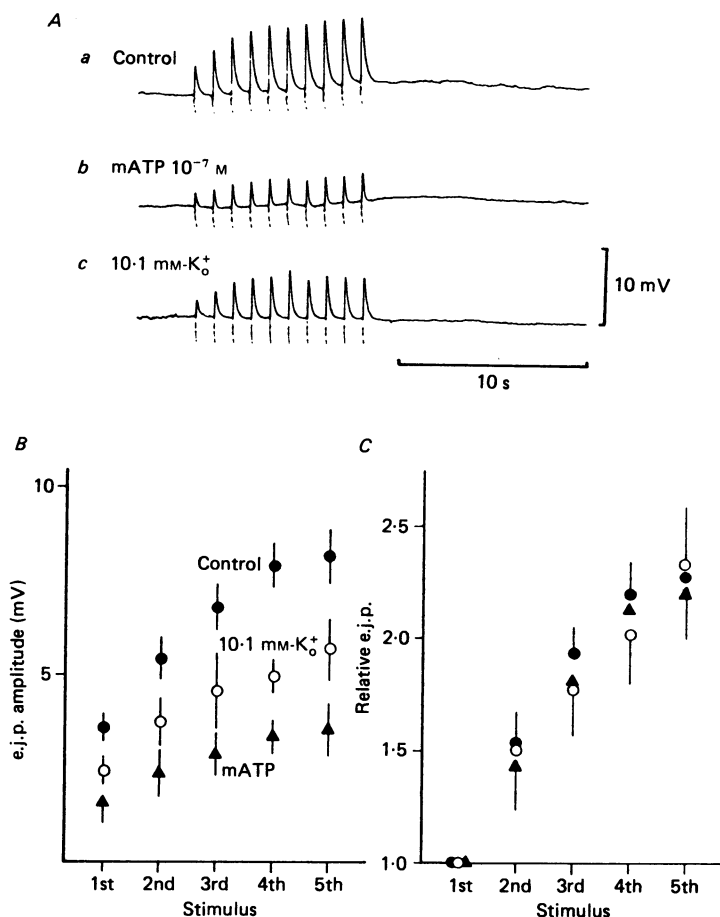 A
a Control
b mATP 10⁻⁷ M
c 10·1 mM-K⁺ₒ
10 mV
10 s
B
10
5
e.j.p. amplitude (mV)
Control
10·1 mM-K⁺ₒ
mATP
1st 2nd 3rd 4th 5th
Stimulus
C
2·5
2·0
1·5
1·0
Relative e.j.p.
1st 2nd 3rd 4th 5th
Stimulus